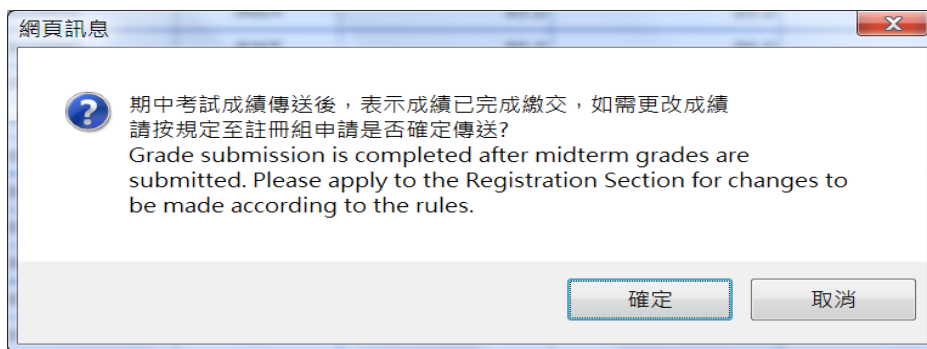 網頁訊息
期中考試成績傳送後，表示成績已完成繳交，如需更改成績
請按規定至註冊組申請是否確定傳送?
Grade submission is completed after midterm grades are
submitted. Please apply to the Registration Section for changes to
be made according to the rules.
確定
取消